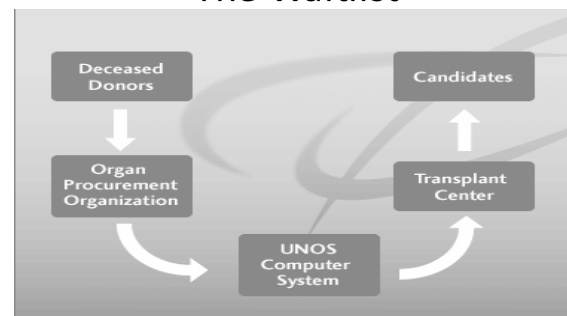 The Waitlist
Deceased
Donors
Candidates
Organ
Procurement
Organization
Transplant
Center
UNOS
Computer
System